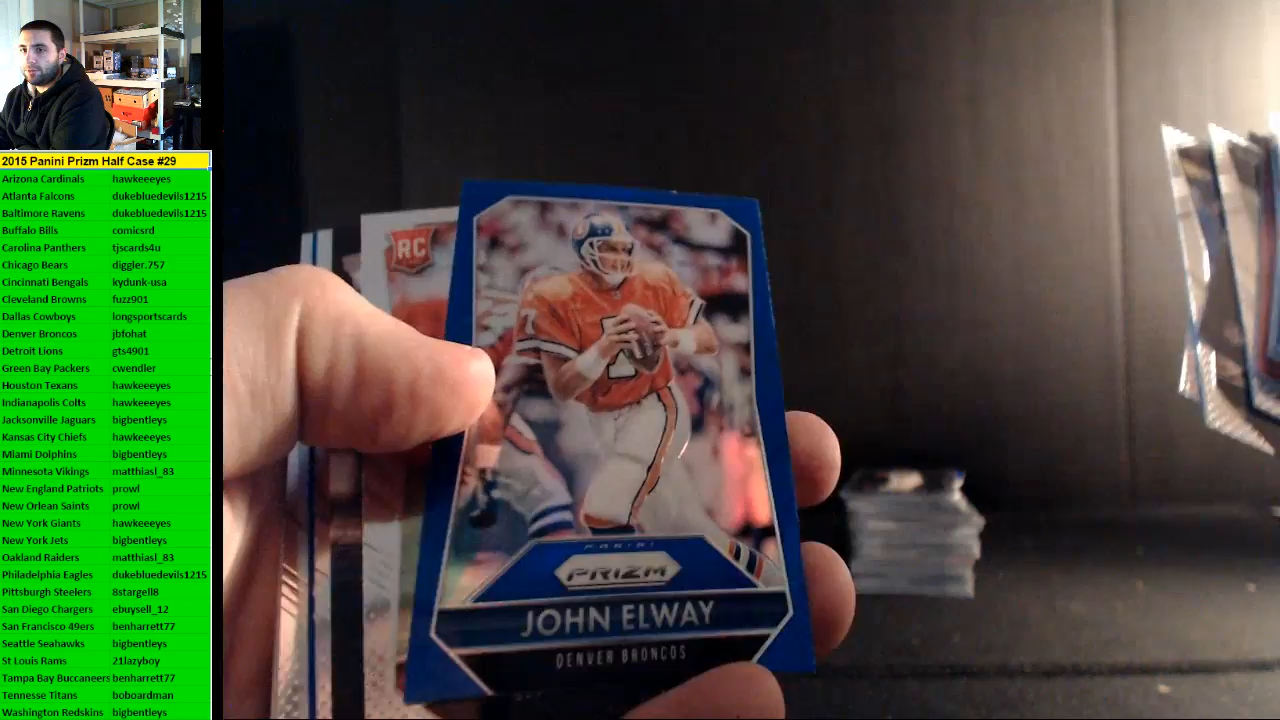 2015 Panini Prizm Half Case #29
Arizona Cardinals hawkeeeyes
Atlanta Falcons dukebluedevils1215
Baltimore Ravens dukebluedevils1215
Buffalo Bills comicsrd
Carolina Panthers tjscards4u
Chicago Bears diggler.757
Cincinnati Bengals kydunk-usa
Cleveland Browns fuzz901
Dallas Cowboys longsportscards
Denver Broncos jbfohat
Detroit Lions gts4901
Green Bay Packers cwendler
Houston Texans hawkeeeyes
Indianapolis Colts hawkeeeyes
Jacksonville Jaguars bigbentleys
Kansas City Chiefs hawkeeeyes
Miami Dolphins bigbentleys
Minnesota Vikings matthiasl_83
New England Patriots prowl
New Orlean Saints prowl
New York Giants hawkeeeyes
New York Jets bigbentleys
Oakland Raiders matthiasl_83
Philadelphia Eagles dukebluedevils1215
Pittsburgh Steelers 8stargell8
San Diego Chargers ebuysell_12
San Francisco 49ers benharrett77
Seattle Seahawks bigbentleys
St Louis Rams 21lazyboy
Tampa Bay Buccaneers benharrett77
Tennesse Titans boboardman
Washington Redskins bigbentleys
RC
7
PANINI
PRIZM
JOHN ELWAY
DENVER BRONCOS